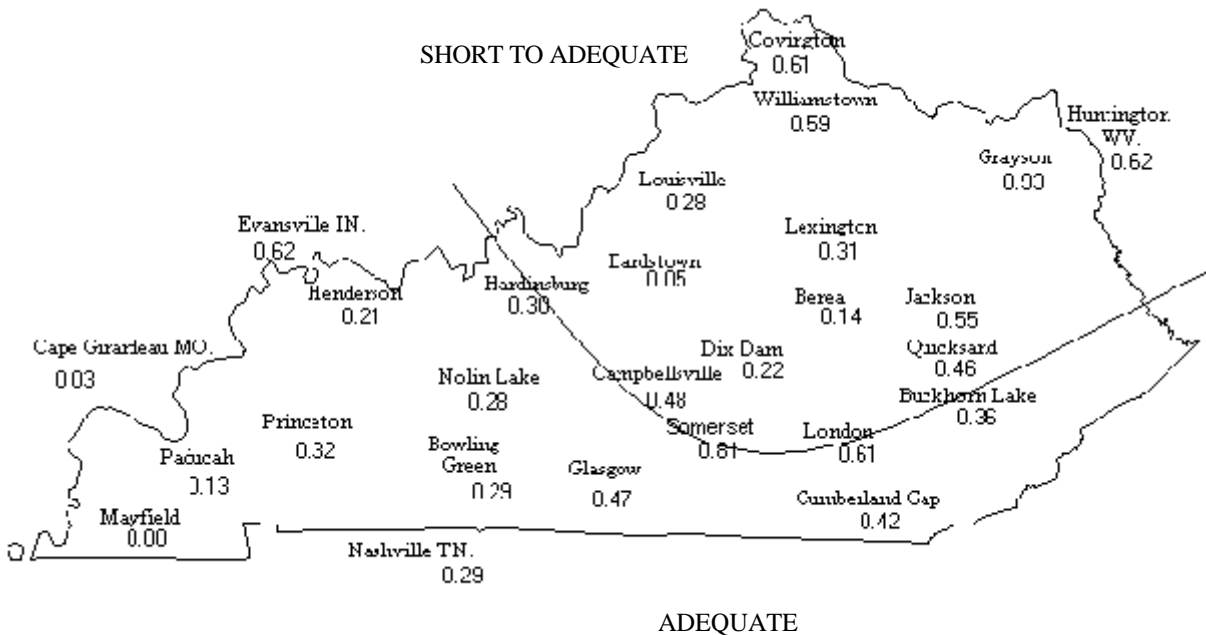 Covington
SHORT TO ADEQUATE
0.61
Williamstown
0.59
Huntington
WV.
0.62
Grayson
Louisville
0.28
Evansville IN.
0.62
Lexington
0.31
0.05
Hardinsburg
0.30
Henderson
0.21
Berea
0.14
Jackson
0.55
Cape Girardeau MO.
0.03
Dix Dam
0.22
0.46
Nolin Lake
0.28
Campbellsville
0.48
Buckhorn Lake
0.36
Princeton
0.32
Somerset
London
0.61
Paducah
0.13
Bowling
Green
0.29
Glasgow
0.47
Cumberland Gap
0.42
Mayfield
0.00
Nashville TN.
0.29
ADEQUATE